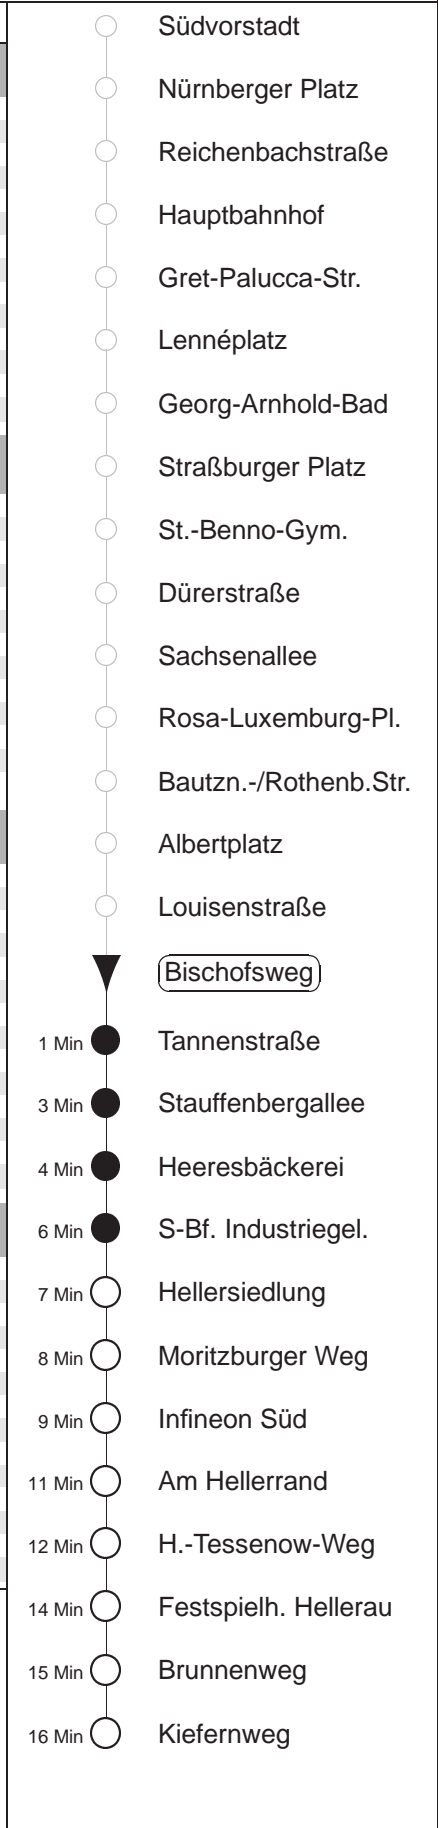 Südvorstadt
Nürnberger Platz
Reichenbachstraße
Hauptbahnhof
Gret-Palucca-Str.
Lennéplatz
Georg-Arnhold-Bad
Straßburger Platz
St.-Benno-Gym.
Dürerstraße
Sachsenallee
Rosa-Luxemburg-Pl.
Bautzn.-/Rothenb.Str.
Albertplatz
Louisenstraße
Bischofsweg
1 Min Tannenstraße
3 Min Stauffenbergallee
4 Min Heeresbäckerei
6 Min S-Bf. Industriegel.
7 Min Hellersiedlung
8 Min Moritzburger Weg
9 Min Infineon Süd
11 Min Am Hellerrand
12 Min H.-Tessenow-Weg
14 Min Festspielh. Hellerau
15 Min Brunnenweg
16 Min Kiefernweg